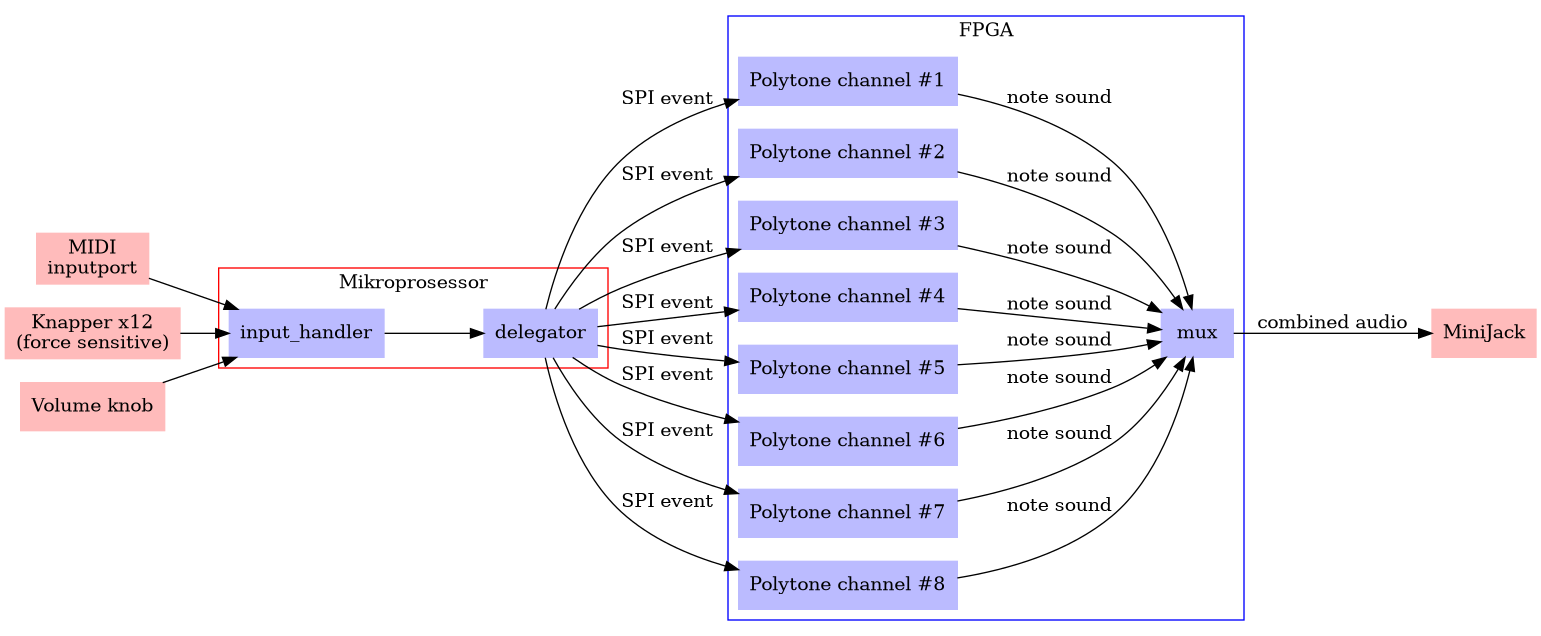 MIDI
inputport
Knapper x12
(force sensitive)
Volume knob
Mikroprosessor
input_handler
delegator
SPI event
SPI event
SPI event
SPI event
SPI event
SPI event
SPI event
SPI event
FPGA
Polytone channel #1
Polytone channel #2
Polytone channel #3
Polytone channel #4
Polytone channel #5
Polytone channel #6
Polytone channel #7
Polytone channel #8
note sound
note sound
note sound
note sound
note sound
note sound
note sound
note sound
mux
combined audio
MiniJack